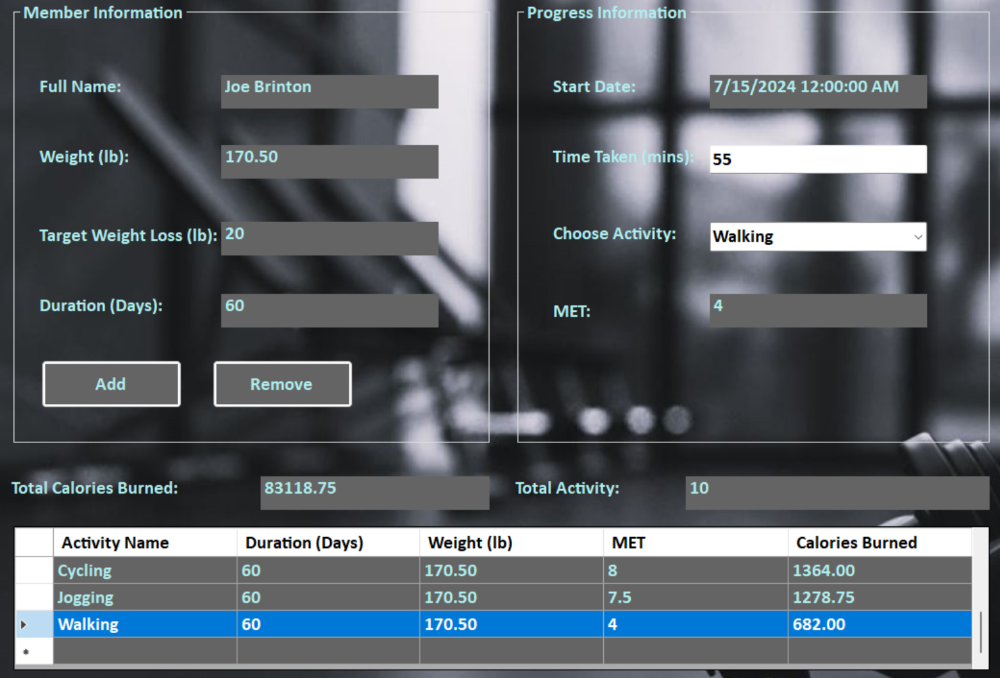 Member Information
Full Name: Joe Brinton
Weight (lb): 170.50
Target Weight Loss (lb): 20
Duration (Days): 60
Add Remove
Progress Information
Start Date: 7/15/2024 12:00:00 AM
Time Taken (mins): 55
Choose Activity: Walking
MET: 4
Total Calories Burned: 83118.75
Total Activity: 10
Activity Name Duration (Days) Weight (lb) MET Calories Burned
Cycling 60 170.50 8 1364.00
Jogging 60 170.50 7.5 1278.75
Walking 60 170.50 4 682.00